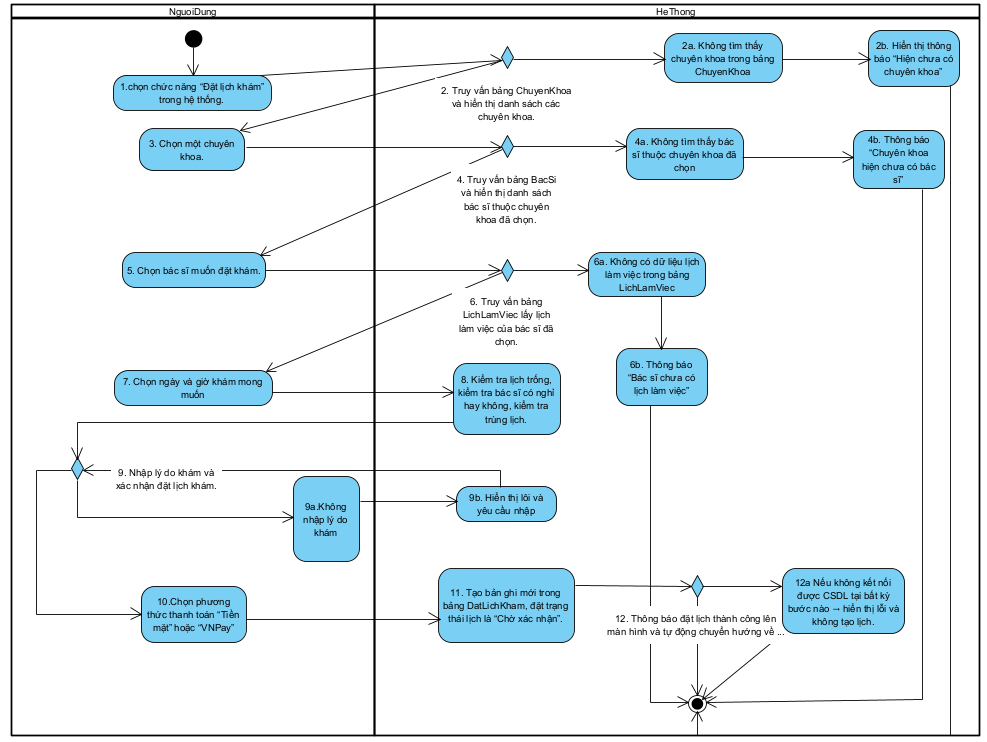 NguoiDung
HeThong
1.chọn chức năng “Đặt lịch khám”
trong hệ thống.
2a. Không tìm thấy
chuyên khoa trong bảng
ChuyenKhoa
2b. Hiển thị thông
báo “Hiện chưa có
chuyên khoa”
2. Truy vấn bảng ChuyenKhoa
và hiển thị danh sách các
chuyên khoa.
3. Chọn một chuyên
khoa.
4a. Không tìm thấy bác
sĩ thuộc chuyên khoa đã
chọn
4b. Thông báo
“Chuyên khoa
hiện chưa có bác
sĩ”
4. Truy vấn bảng BacSi
và hiển thị danh sách
bác sĩ thuộc chuyên
khoa đã chọn.
5. Chọn bác sĩ muốn đặt khám.
6a. Không có dữ liệu lịch
làm việc trong bảng
LichLamViec
6. Truy vấn bảng
LichLamViec lấy lịch
làm việc của bác sĩ đã
chọn.
6b. Thông báo
“Bác sĩ chưa có
lịch làm việc”
7. Chọn ngày và giờ khám mong
muốn
8. Kiểm tra lịch trống,
kiểm tra bác sĩ có nghỉ
hay không, kiểm tra
trùng lịch.
9. Nhập lý do khám và
xác nhận đặt lịch khám.
9a.Không
nhập lý do
khám
9b. Hiển thị lỗi và
yêu cầu nhập
10.Chọn phương
thức thanh toán “Tiền
mặt” hoặc “VNPay”
11. Tạo bản ghi mới trong
bảng DatLichKham, đặt trạng
thái lịch là “Chờ xác nhận”.
12a Nếu không kết nối
được CSDL tại bất kỳ
bước nào → hiển thị lỗi và
không tạo lịch.
12. Thông báo đặt lịch thành công lên
màn hình và tự động chuyển hướng về ...